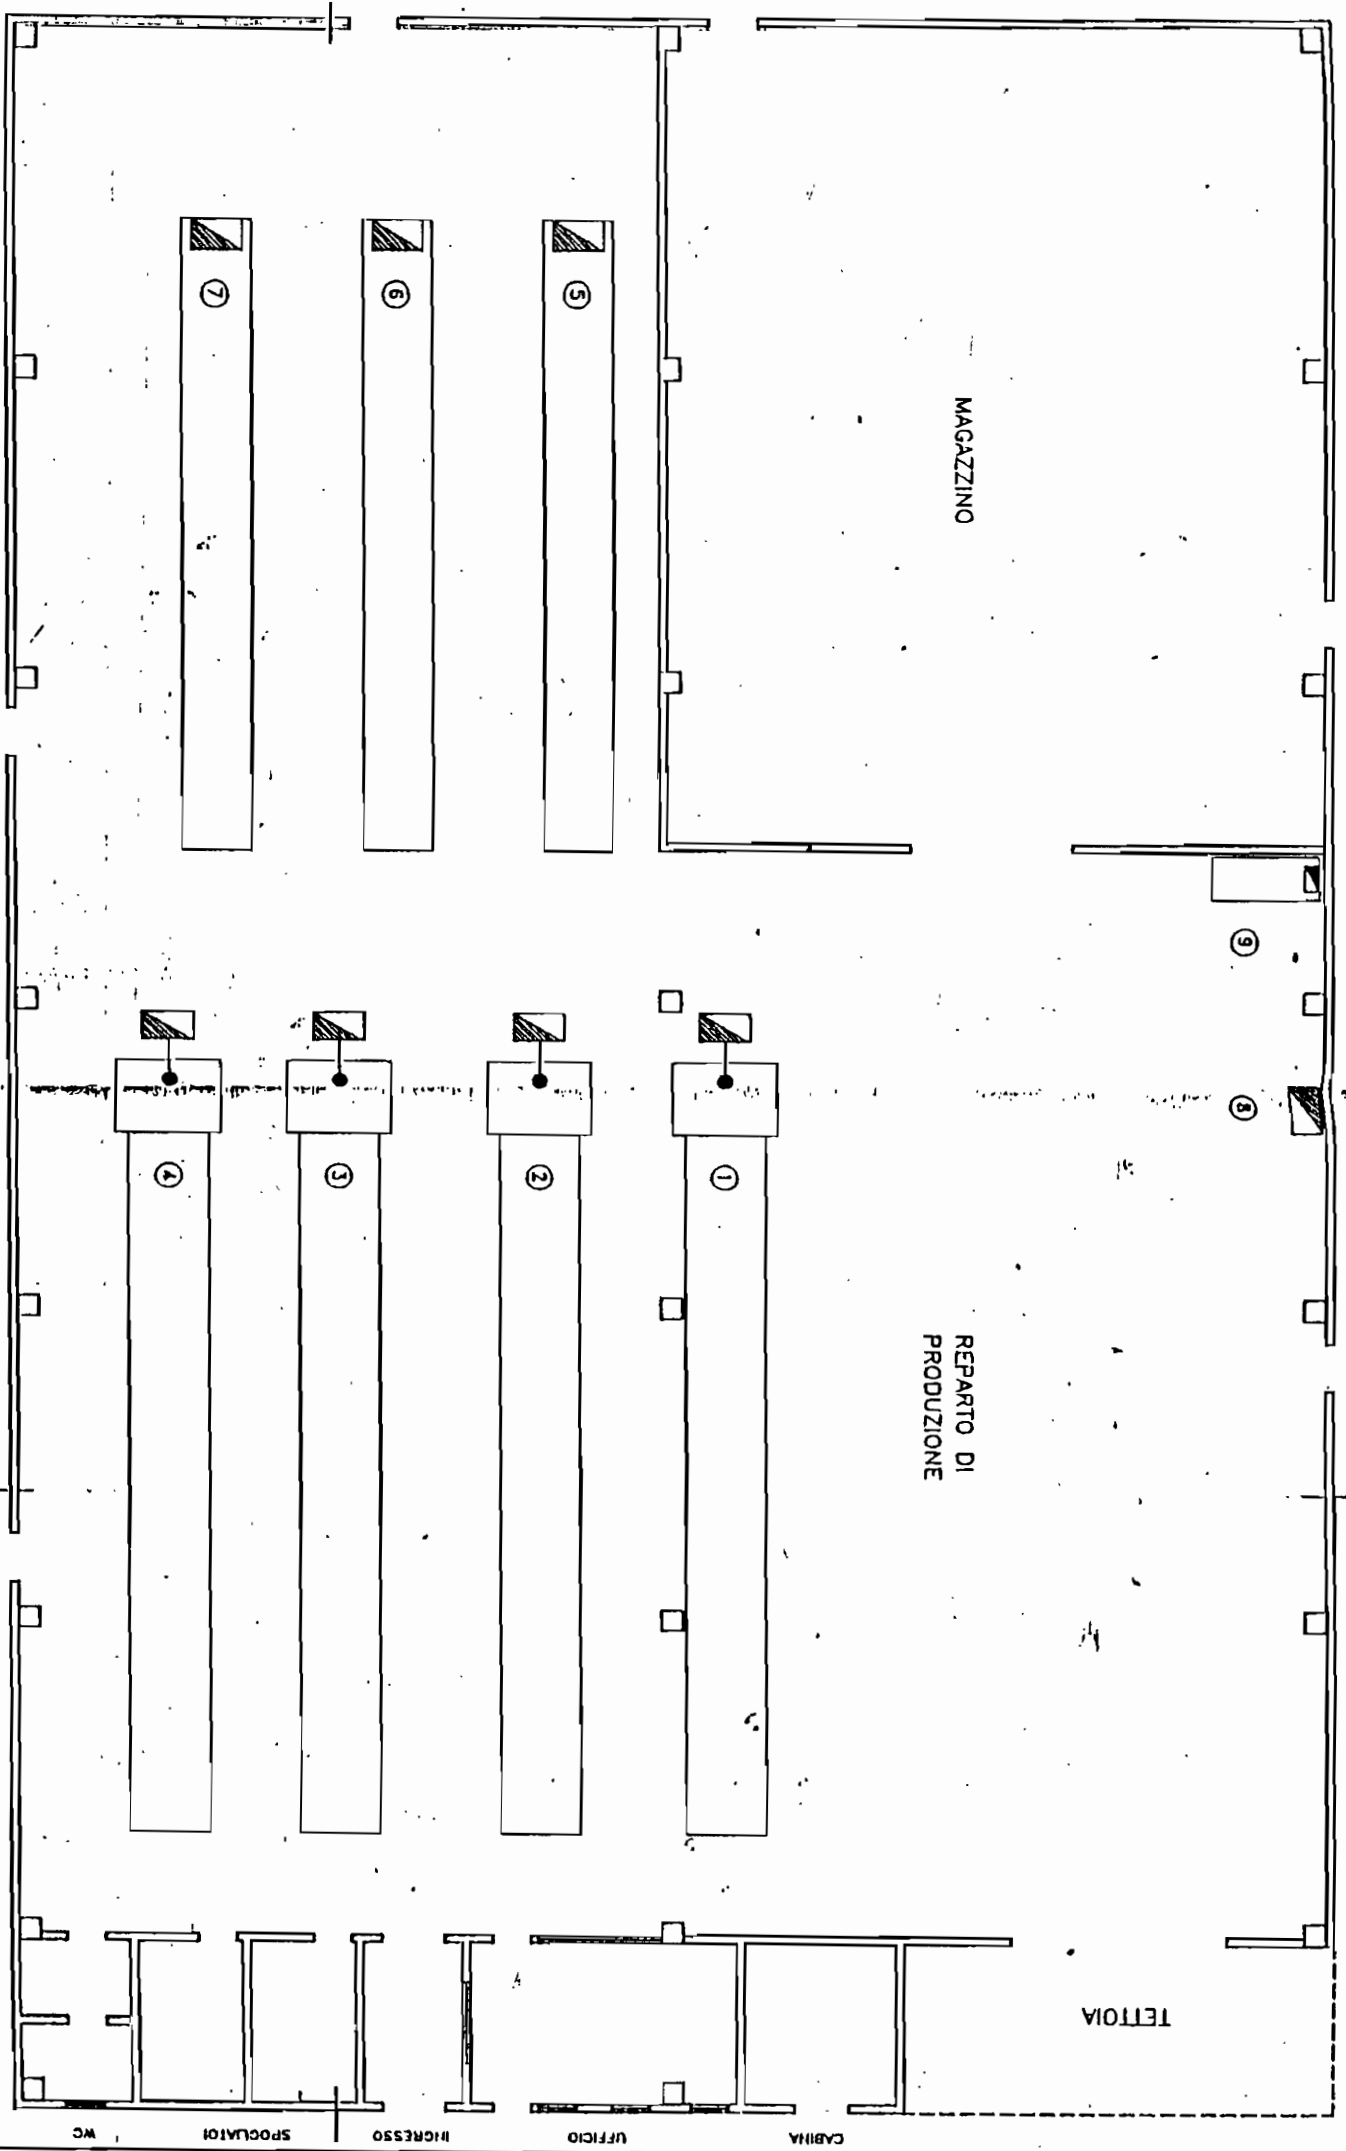 MAGAZZINO
⑦
⑥
⑤
⑨
⑧
④
③
②
①
REPARTO DI
PRODUZIONE
TETTOIA
WC
SPOGLIATOI
INGRESSO
UFFICIO
CABINA